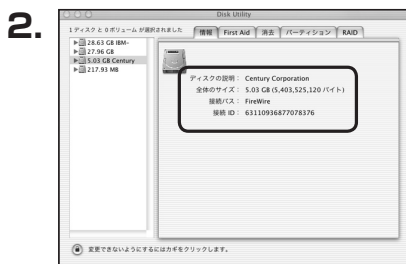 2.
Disk Utility
1 ディスク と 0 ボリューム が選択されました
情報 First Aid 消去 パーティション RAID
28.63 GB IBM-
27.96 GB
5.03 GB Century
217.93 MB
ディスクの説明： Century Corporation
全体のサイズ： 5.03 GB (5,403,525,120 バイト)
接続バス： FireWire
接続 ID： 63110936877078376
変更できないようにするにはカギをクリックします。